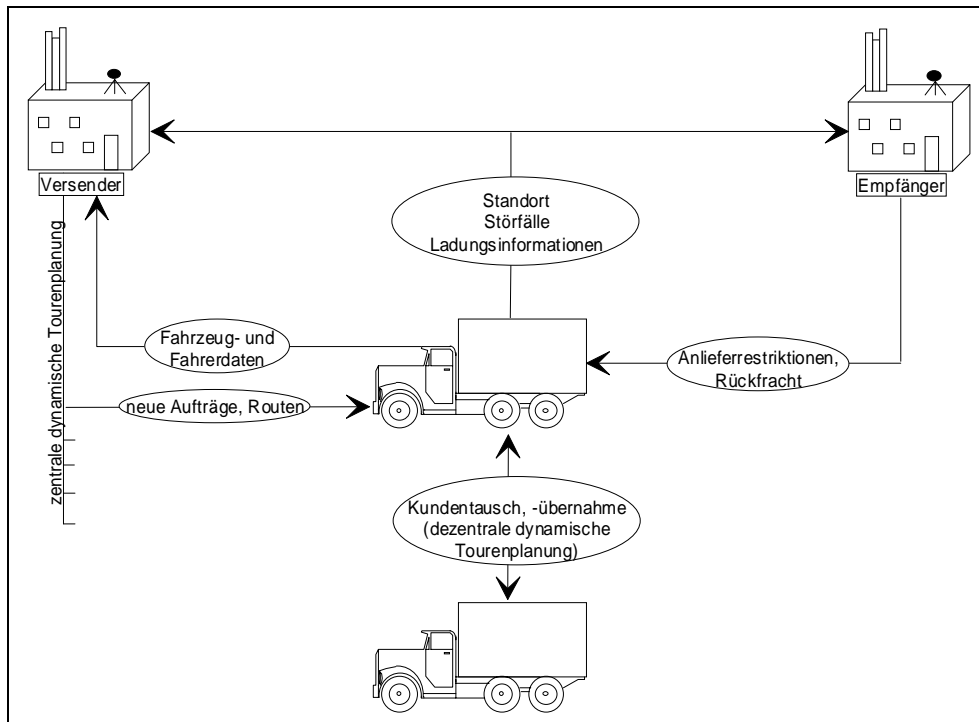 Versender
Empfänger
Standort
Störfälle
Ladungsinformationen
zentrale dynamische Tourenplanung
Fahrzeug- und
Fahrerdaten
Anlieferrestriktionen,
Rückfracht
neue Aufträge, Routen
Kundentausch, -übernahme
(dezentrale dynamische
Tourenplanung)